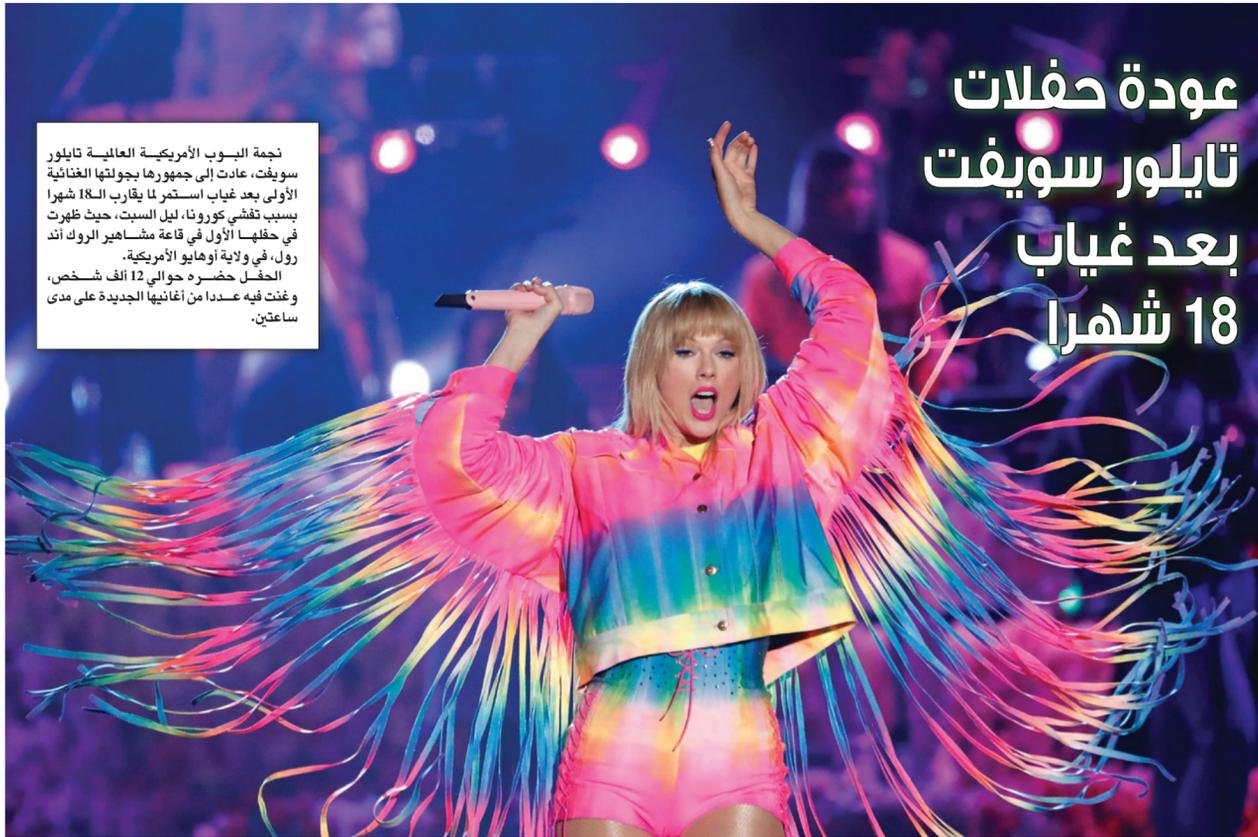 عودة حفلات
تايلور سويفت
بعد غياب
18 شهرا
نجمة البوب الأمريكية العالمية تايلور
سويفت، عادت إلى جمهورها بجولتها الغنائية
الأولى بعد غياب استمر لما يقارب الـ18 شهرا
بسبب تفشي كورونا، ليل السبت، حيث ظهرت
في حفلها الأول في قاعة مشاهير الروك أند
رول، في ولاية أوهايو الأمريكية.
الحفل حضره حوالي 12 ألف شخص،
وغنت فيه عددا من أغانيها الجديدة على مدى
ساعتين.